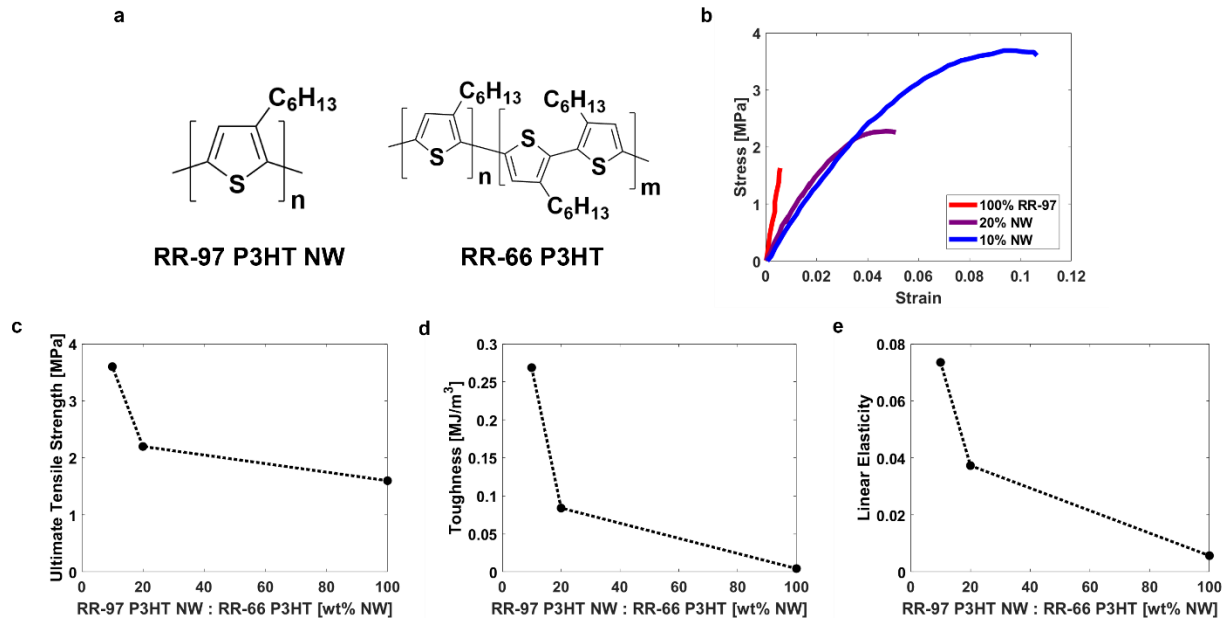 a
C6H13
S
n
RR-97 P3HT NW
C6H13
S
n
S
C6H13
C6H13
S
m
RR-66 P3HT
b
Stress [MPa]
4
3
2
1
0
0 0.02 0.04 0.06 0.08 0.1 0.12
Strain
100% RR-97
20% NW
10% NW
c
Ultimate Tensile Strength [MPa]
4
3
2
1
0
0 20 40 60 80 100
RR-97 P3HT NW : RR-66 P3HT [wt% NW]
d
Toughness [MJ/m³]
0.3
0.25
0.2
0.15
0.1
0.05
0
0 20 40 60 80 100
RR-97 P3HT NW : RR-66 P3HT [wt% NW]
e
Linear Elasticity
0.08
0.06
0.04
0.02
0
0 20 40 60 80 100
RR-97 P3HT NW : RR-66 P3HT [wt% NW]